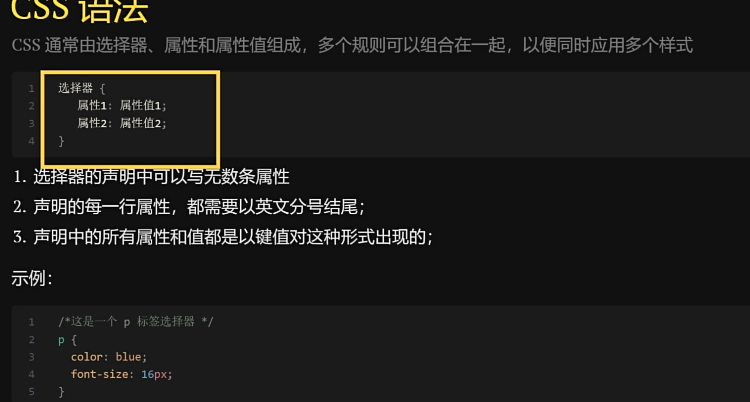 CSS 语法
CSS 通常由选择器、属性和属性值组成，多个规则可以组合在一起，以便同时应用多个样式
1 选择器 {
2 属性1: 属性值1;
3 属性2: 属性值2;
4 }
1. 选择器的声明中可以写无数条属性
2. 声明的每一行属性，都需要以英文分号结尾；
3. 声明中的所有属性和值都是以键值对这种形式出现的；
示例：
1 /*这是一个 p 标签选择器 */
2 p {
3 color: blue;
4 font-size: 16px;
5 }